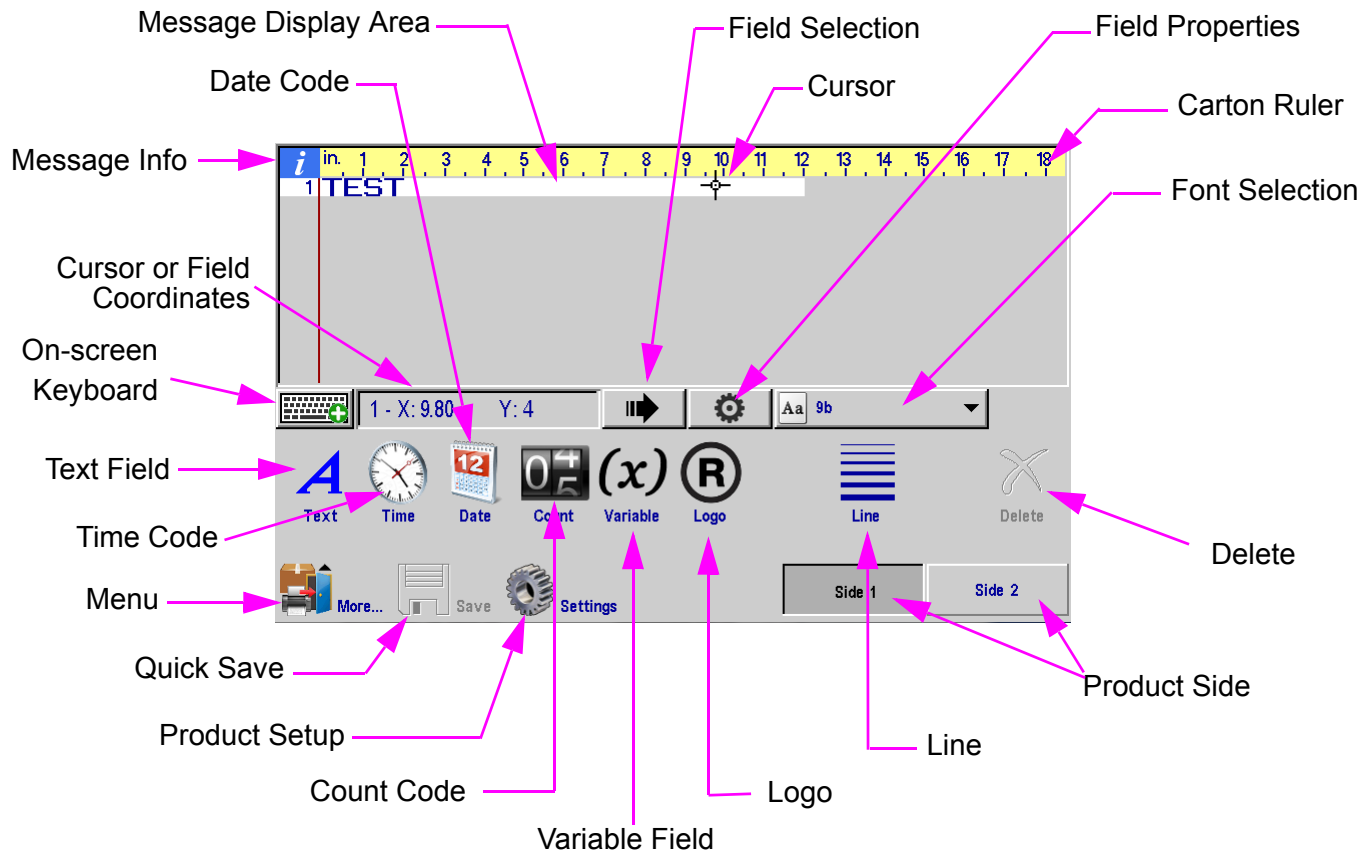 Message Display Area
Field Selection
Field Properties
Date Code
Cursor
Carton Ruler
Message Info
i in. 1 2 3 4 5 6 7 8 9 10 11 12 13 14 15 16 17 18
1 TEST
Font Selection
Cursor or Field
Coordinates
On-screen
Keyboard
1 - X: 9.80 Y: 4
Aa 9b
12
A
04
5
(x)
R
Text Field
Text Time Date Count Variable Logo Line Delete
Time Code
Delete
Menu
More... Save Settings Side 1 Side 2
Quick Save
Product Side
Product Setup
Line
Count Code
Logo
Variable Field